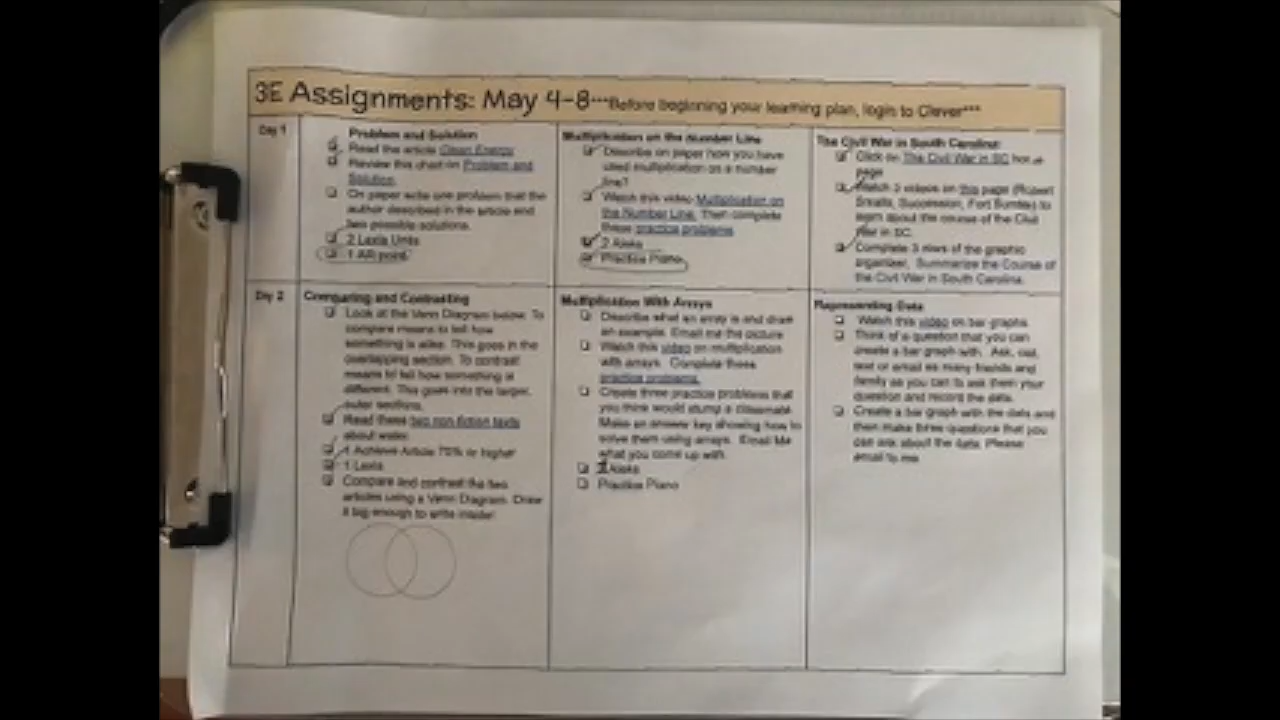 3E Assignments: May 4-8***Before beginning your learning plan, login to Clever***
Day 1
Problem and Solution
Read the article Clean Energy
Review this chart on Problem and
Solution.
On paper write one problem that the
author described in the article and
two possible solutions.
2 Lexia Units
1 AR point
Multiplication on the Number Line
Describe on paper how you have
used multiplication on a number
line?
Watch this video Multiplication on
the Number Line. Then complete
these practice problems.
2 Aleks
Practice Piano
The Civil War in South Carolina:
Click on The Civil War in SC
page
Watch 3 videos on this page (Robert
Smalls, Succession, Fort Sumter) to
learn about the course of the Civil
War in SC.
Complete 3 rows of the graphic
organizer. Summarize the Course of
the Civil War in South Carolina.
Day 2
Comparing and Contrasting
Look at the Venn Diagram below. To
compare means to tell how
something is alike. This goes in the
overlapping section. To contrast
means to tell how something is
different. This goes into the larger,
outer sections.
Read these two non fiction texts
about water.
1 Achieve Article 75% or higher
1 Lexia
Compare and contrast the two
articles using a Venn Diagram. Draw
it big enough to write inside!
Multiplication With Arrays
Describe what an array is and draw
an example. Email me the picture
Watch this video on multiplication
with arrays. Complete these
practice problems.
Create three practice problems that
you think would stump a classmate.
Make an answer key showing how to
solve them using arrays. Email Me
what you come up with.
Aleks
Practice Piano
Representing Data
Watch this video on bar graphs
Think of a question that you can
create a bar graph with. Ask, call,
text or email as many friends and
family as you can to ask them your
question and record the data.
Create a bar graph with the data and
then make three questions that you
can ask about the data. Please
email to me.